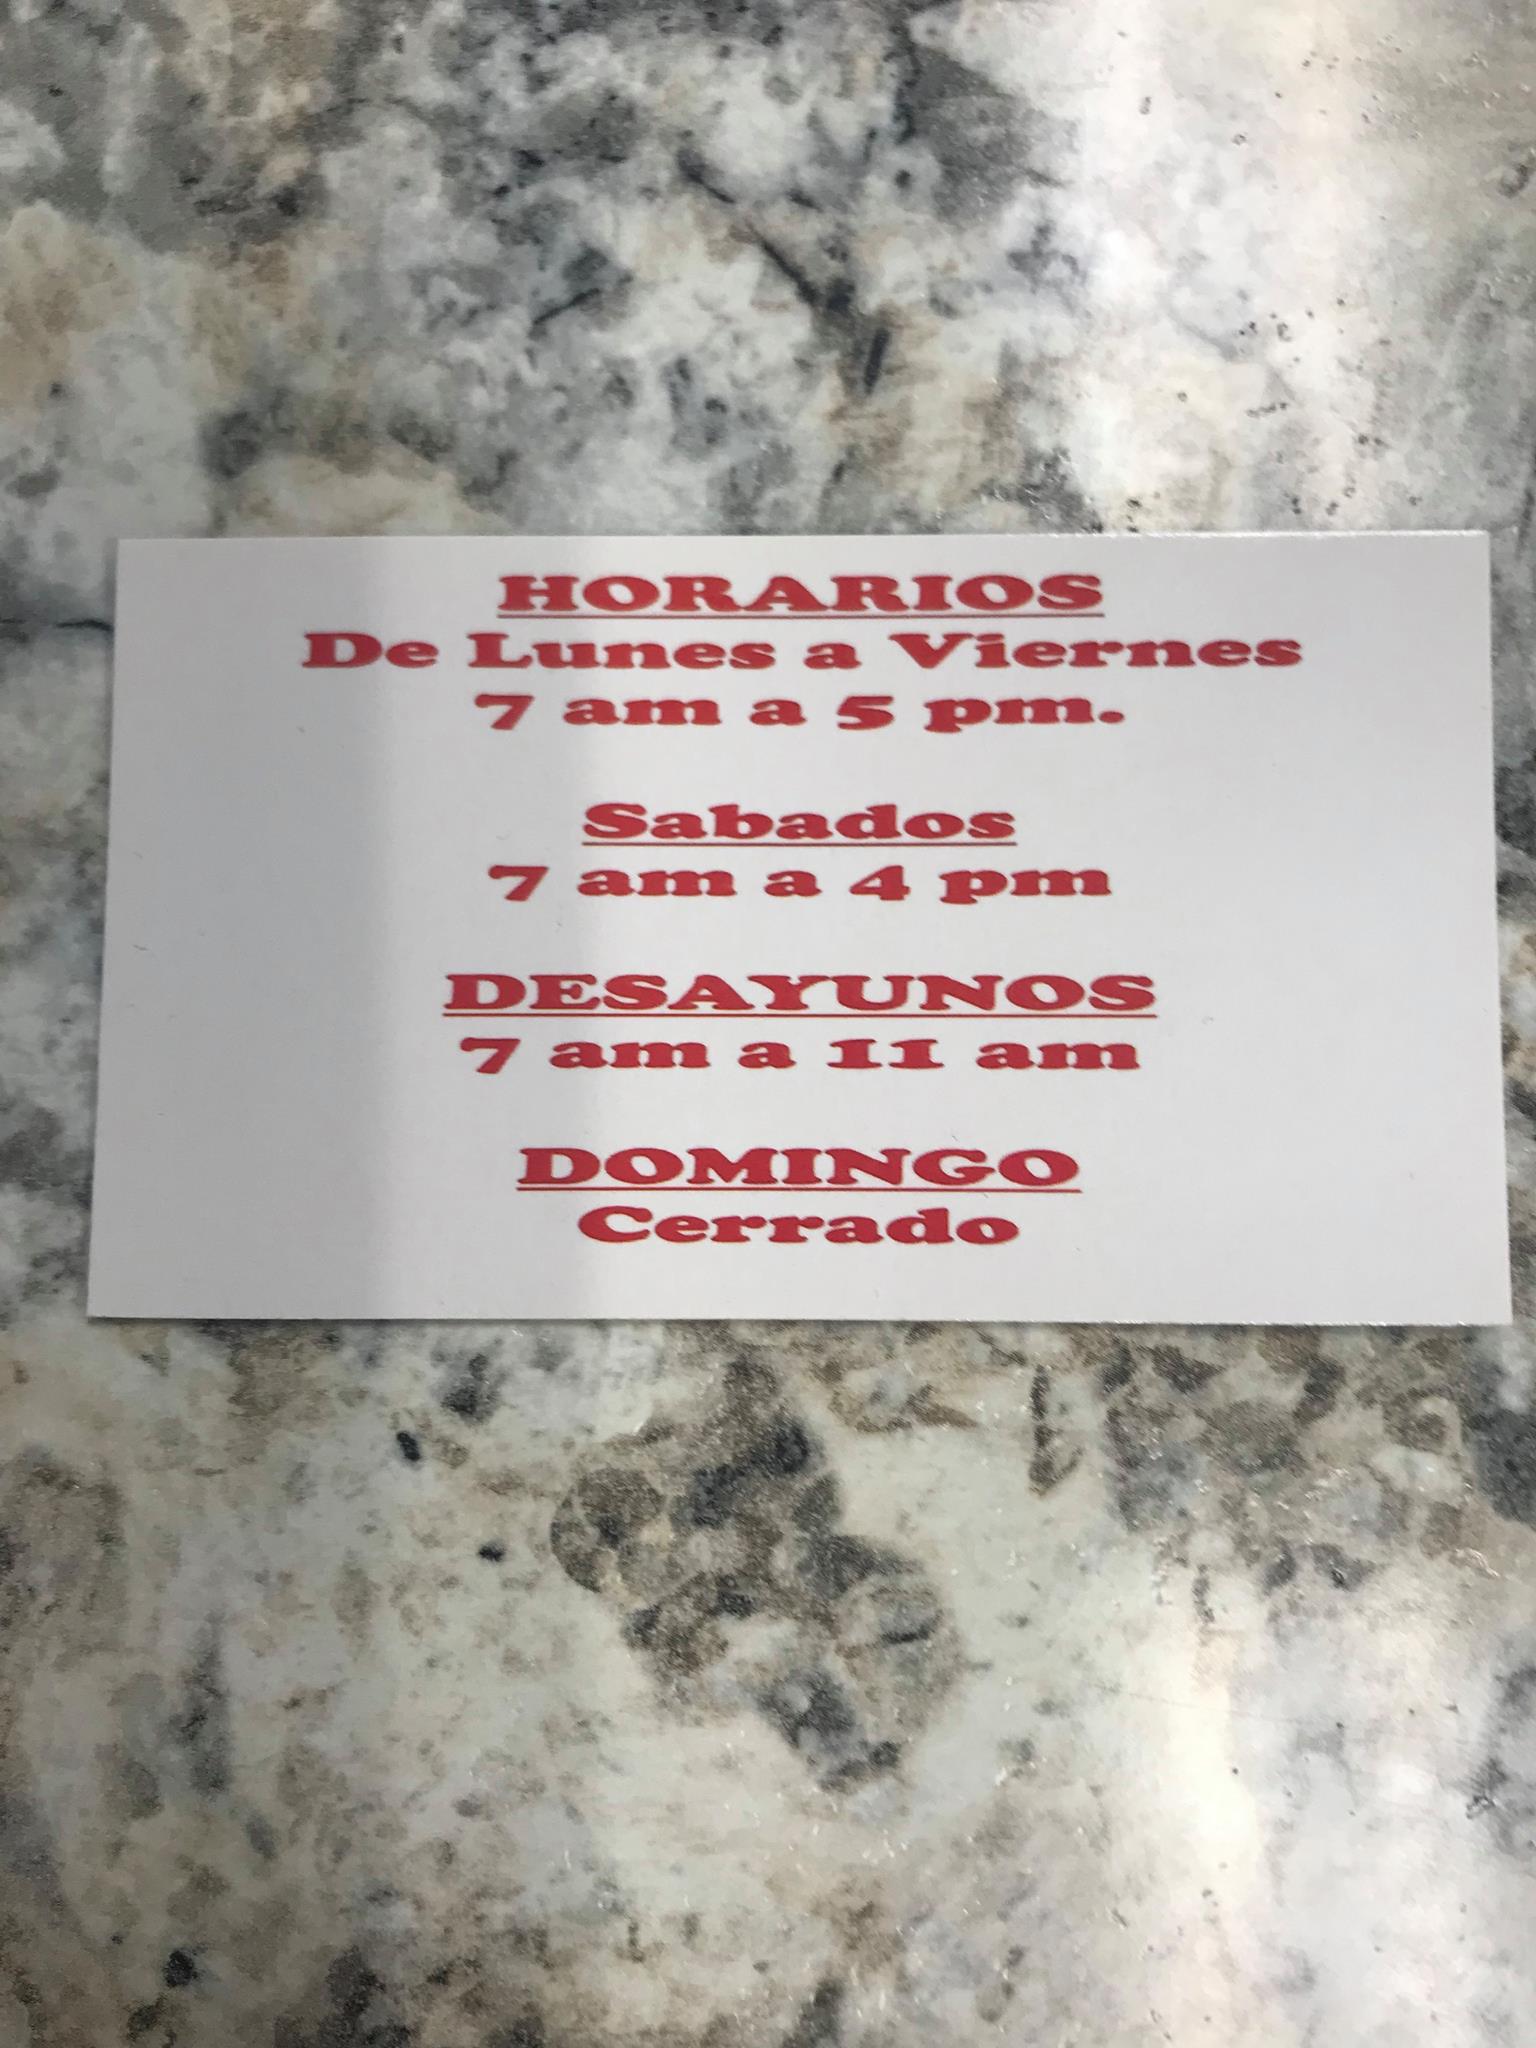 HORARIOS
De Lunes a Viernes
7 am a 5 pm.
Sabados
7 am a 4 pm
DESAYUNOS
7 am a 11 am
DOMINGO
Cerrado